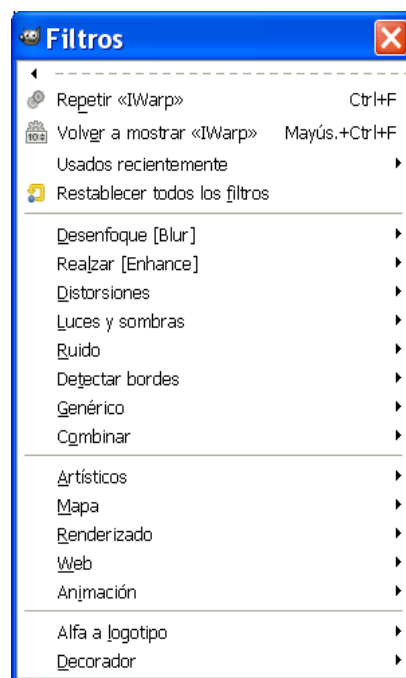 Filtros
Repetir «IWarp» Ctrl+F
Volver a mostrar «IWarp» Mayús.+Ctrl+F
Usados recientemente
Restablecer todos los filtros
Desenfoque [Blur]
Realzar [Enhance]
Distorsiones
Luces y sombras
Ruido
Detectar bordes
Genérico
Combinar
Artísticos
Mapa
Renderizado
Web
Animación
Alfa a logotipo
Decorador